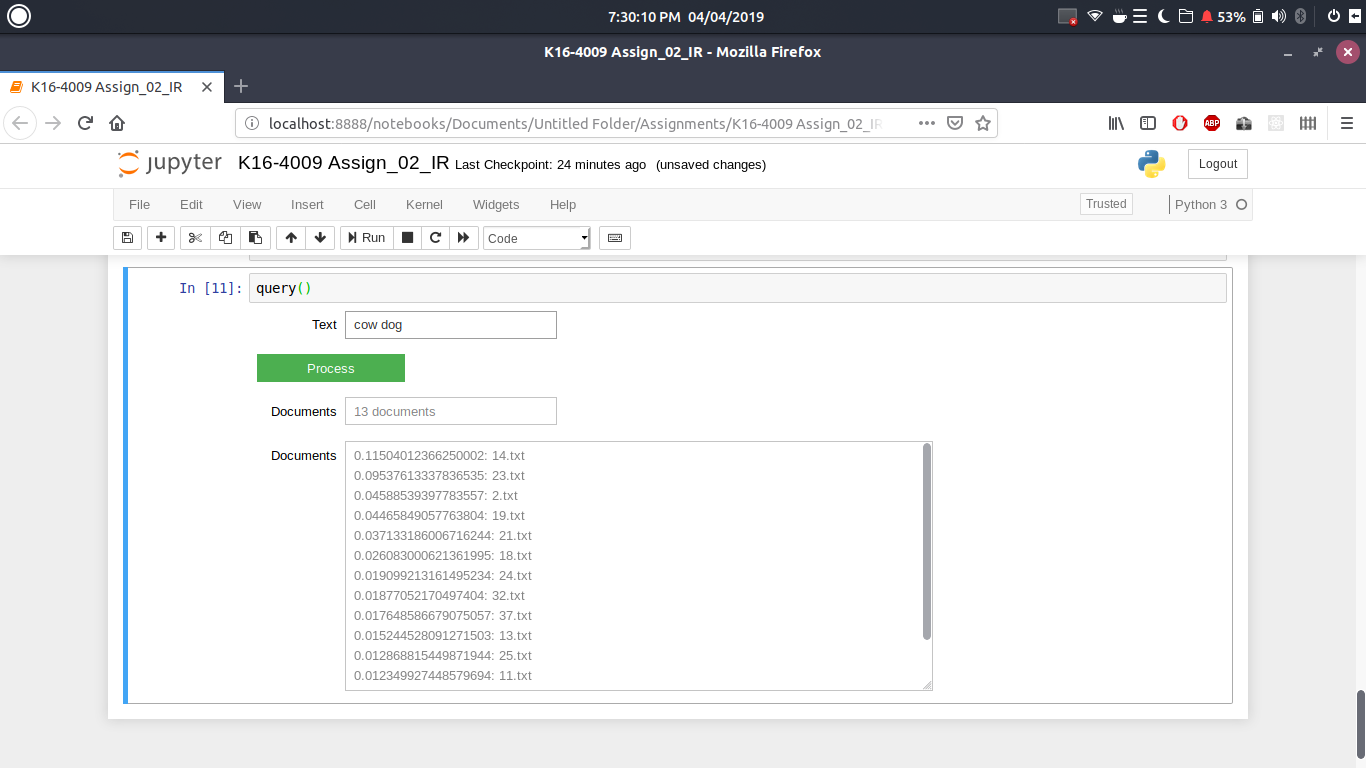 7:30:10 PM 04/04/2019
53%
K16-4009 Assign_02_IR - Mozilla Firefox
K16-4009 Assign_02_IR
localhost:8888/notebooks/Documents/Untitled Folder/Assignments/K16-4009 Assign_02_IR
ABP
jupyter K16-4009 Assign_02_IR Last Checkpoint: 24 minutes ago (unsaved changes)
Logout
File Edit View Insert Cell Kernel Widgets Help
Trusted
Python 3
Run
Code
In [11]: query()
Text cow dog
Process
Documents 13 documents
Documents 0.11504012366250002: 14.txt
0.09537613337836535: 23.txt
0.04588539397783557: 2.txt
0.04465849057763804: 19.txt
0.037133186006716244: 21.txt
0.026083000621361995: 18.txt
0.019099213161495234: 24.txt
0.01877052170497404: 32.txt
0.017648586679075057: 37.txt
0.015244528091271503: 13.txt
0.012868815449871944: 25.txt
0.012349927448579694: 11.txt